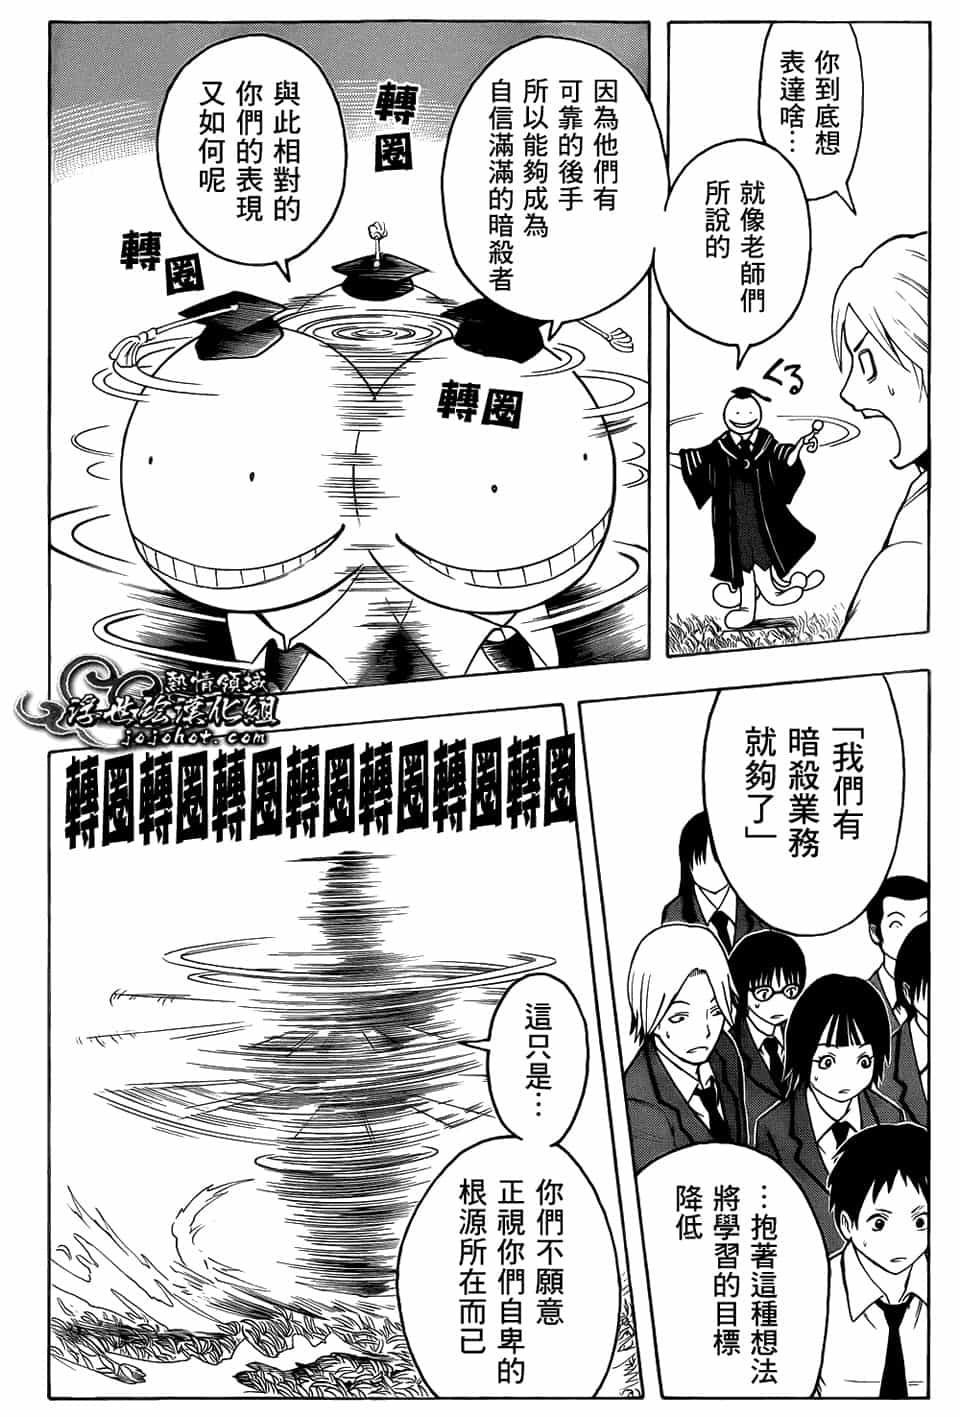 你到底想
表達啥…
就像老師們
所說的
くる
因為他們有
可靠的後手
所以能夠成為
自信滿滿的暗殺者
轉圈
與此相對的
你們的表現
又如何呢
轉圈
轉圈
「我們有
暗殺業務
就夠了」
…抱著這種想法
將學習的目標
降低
轉圈轉圈轉圈轉圈轉圈轉圈轉圈
這只是…
你們不願意
正視你們自卑的
根源所在而已
熱情領域
浮世绘漢化組
jojohot.com